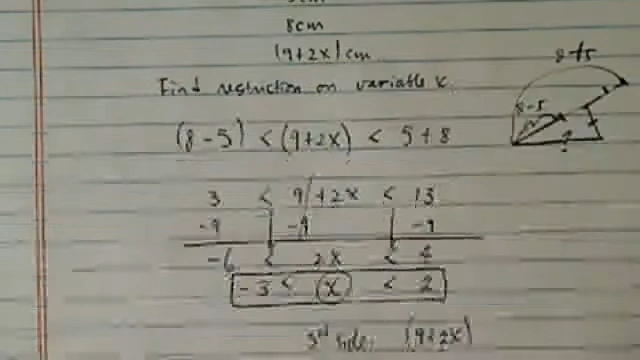 8cm
(9+2x) cm
Find restriction on variable x.
8+5
8-5
?
(8-5) < (9+2x) < 5+8
3 < 9+2x < 13
-9 -9 -9
-6 < 2x < 4
-3 < x < 2
3rd side: (9+2x)